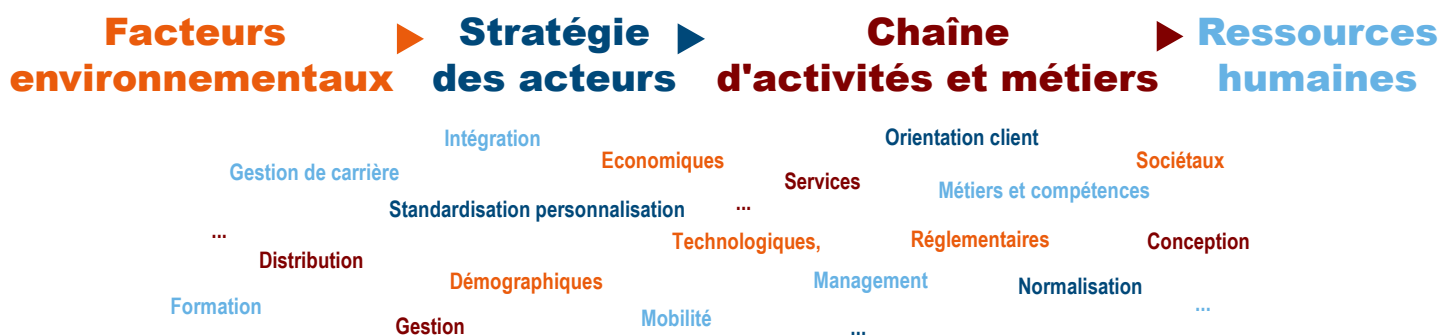 Facteurs
environnementaux
Stratégie
des acteurs
Chaîne
d'activités et métiers
Ressources
humaines
Intégration
Orientation client
Economiques
Sociétaux
Gestion de carrière
Services
Métiers et compétences
Standardisation personnalisation
...
...
Technologiques,
Réglementaires
Conception
Distribution
Démographiques
Management
Normalisation
Formation
...
Mobilité
Gestion
...